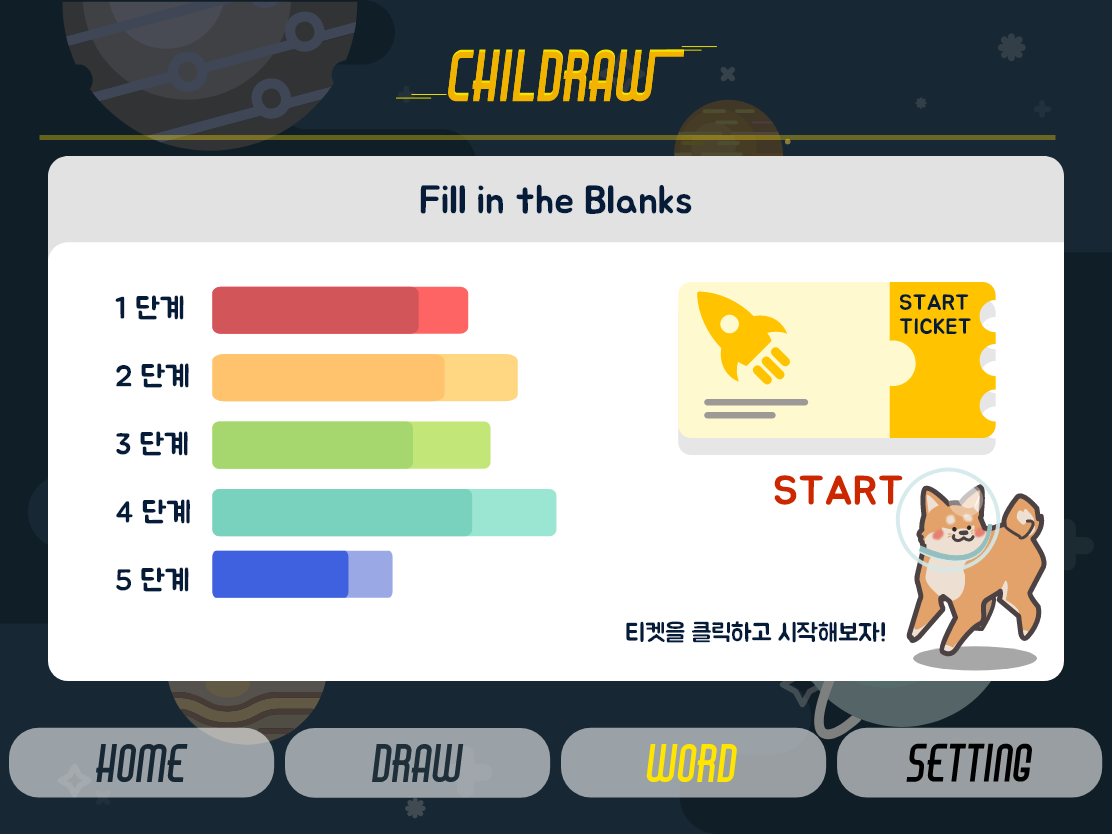 CHILDRAW
Fill in the Blanks
1 단계
2 단계
3 단계
4 단계
5 단계
START
TICKET
START
티켓을 클릭하고 시작해보자!
HOME
DRAW
WORD
SETTING